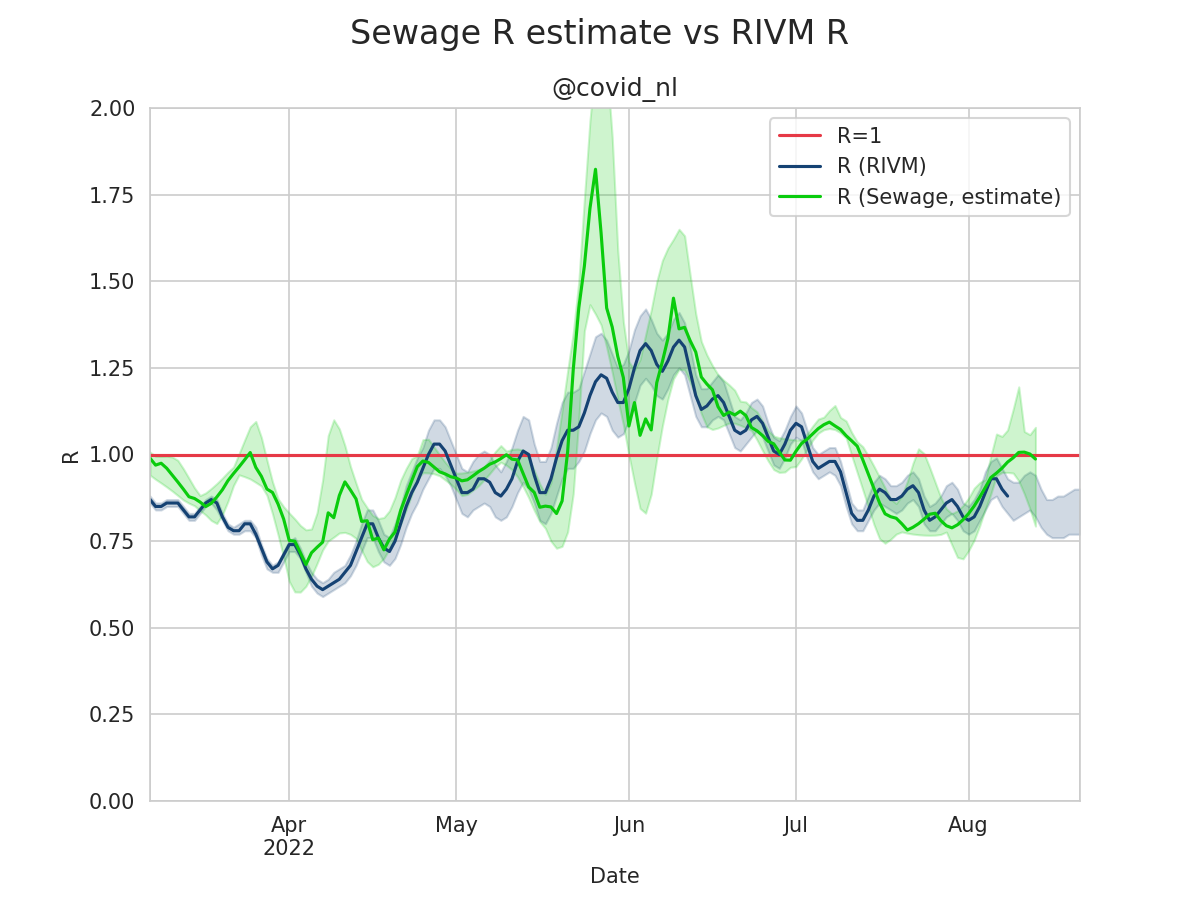 Sewage R estimate vs RIVM R
@covid_nl
R=1
R (RIVM)
R (Sewage, estimate)
2.00
1.75
1.50
1.25
1.00
0.75
0.50
0.25
0.00
R
Apr
2022
May
Jun
Jul
Aug
Date